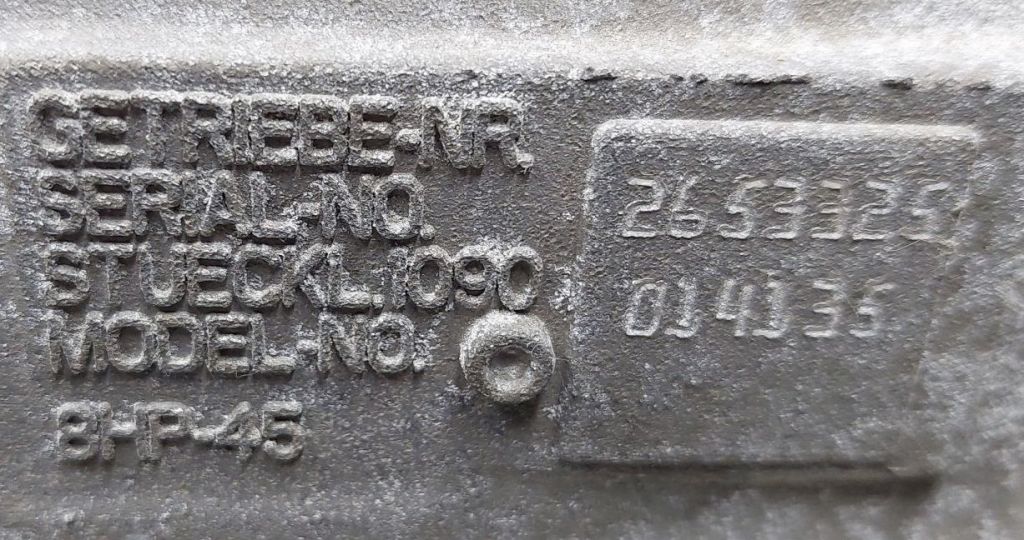 GETRIEBE-NR.
SERIAL-NO.
STUECKL.1090
MODEL-NO.
8HP-45
2653325
014135